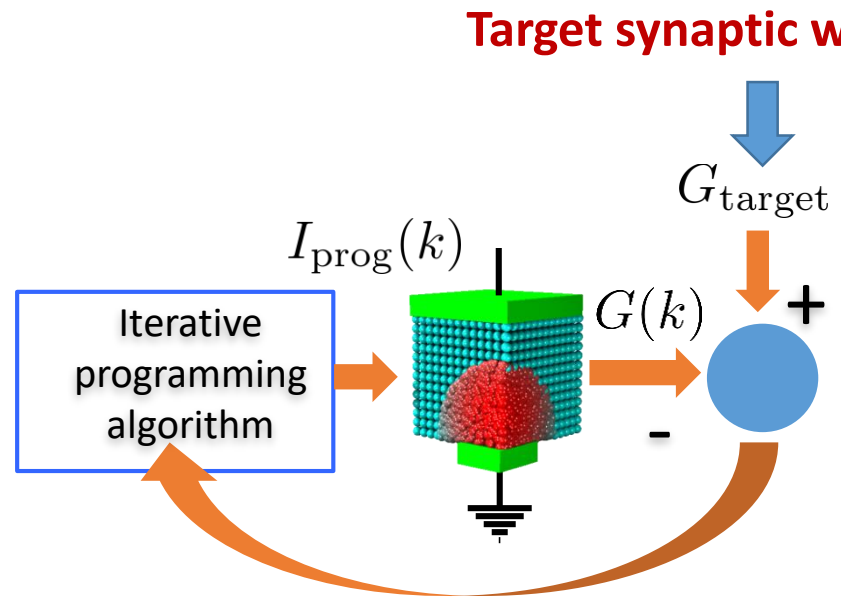 Target synaptic w
G_target
I_prog(k)
G(k)
+
Iterative
programming
algorithm
-